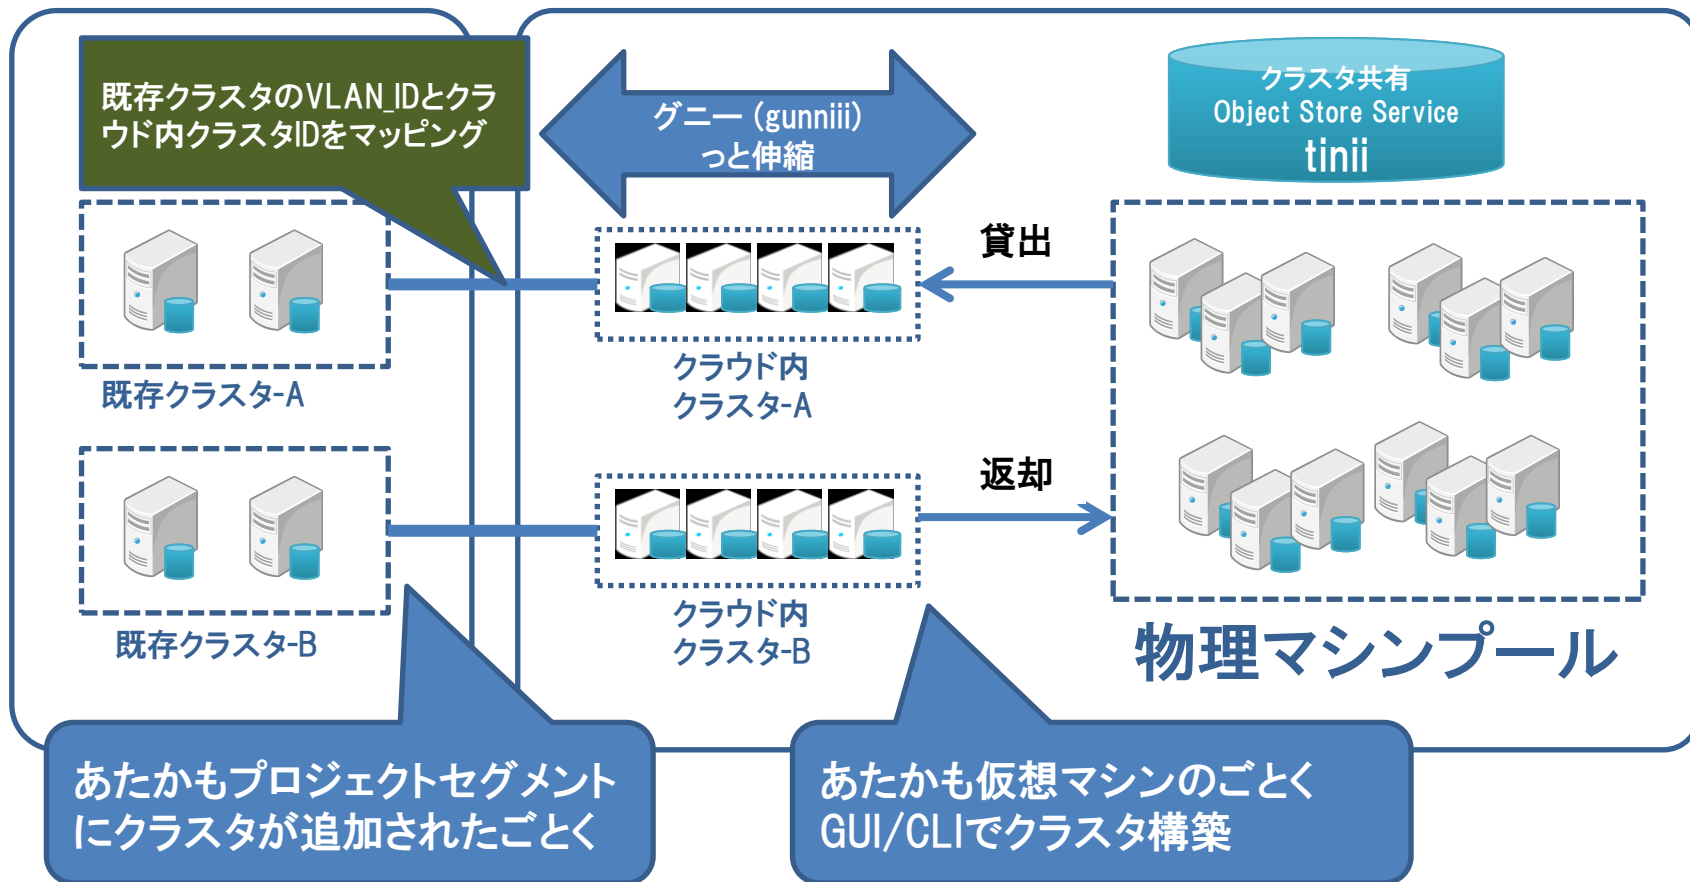 既存クラスタのVLAN_IDとクラ
ウド内クラスタIDをマッピング
グニー (gunniii)
っと伸縮
クラスタ共有
Object Store Service
tinii
貸出
既存クラスタ-A
クラウド内
クラスタ-A
返却
既存クラスタ-B
クラウド内
クラスタ-B
物理マシンプール
あたかもプロジェクトセグメント
にクラスタが追加されたごとく
あたかも仮想マシンのごとく
GUI/CLIでクラスタ構築